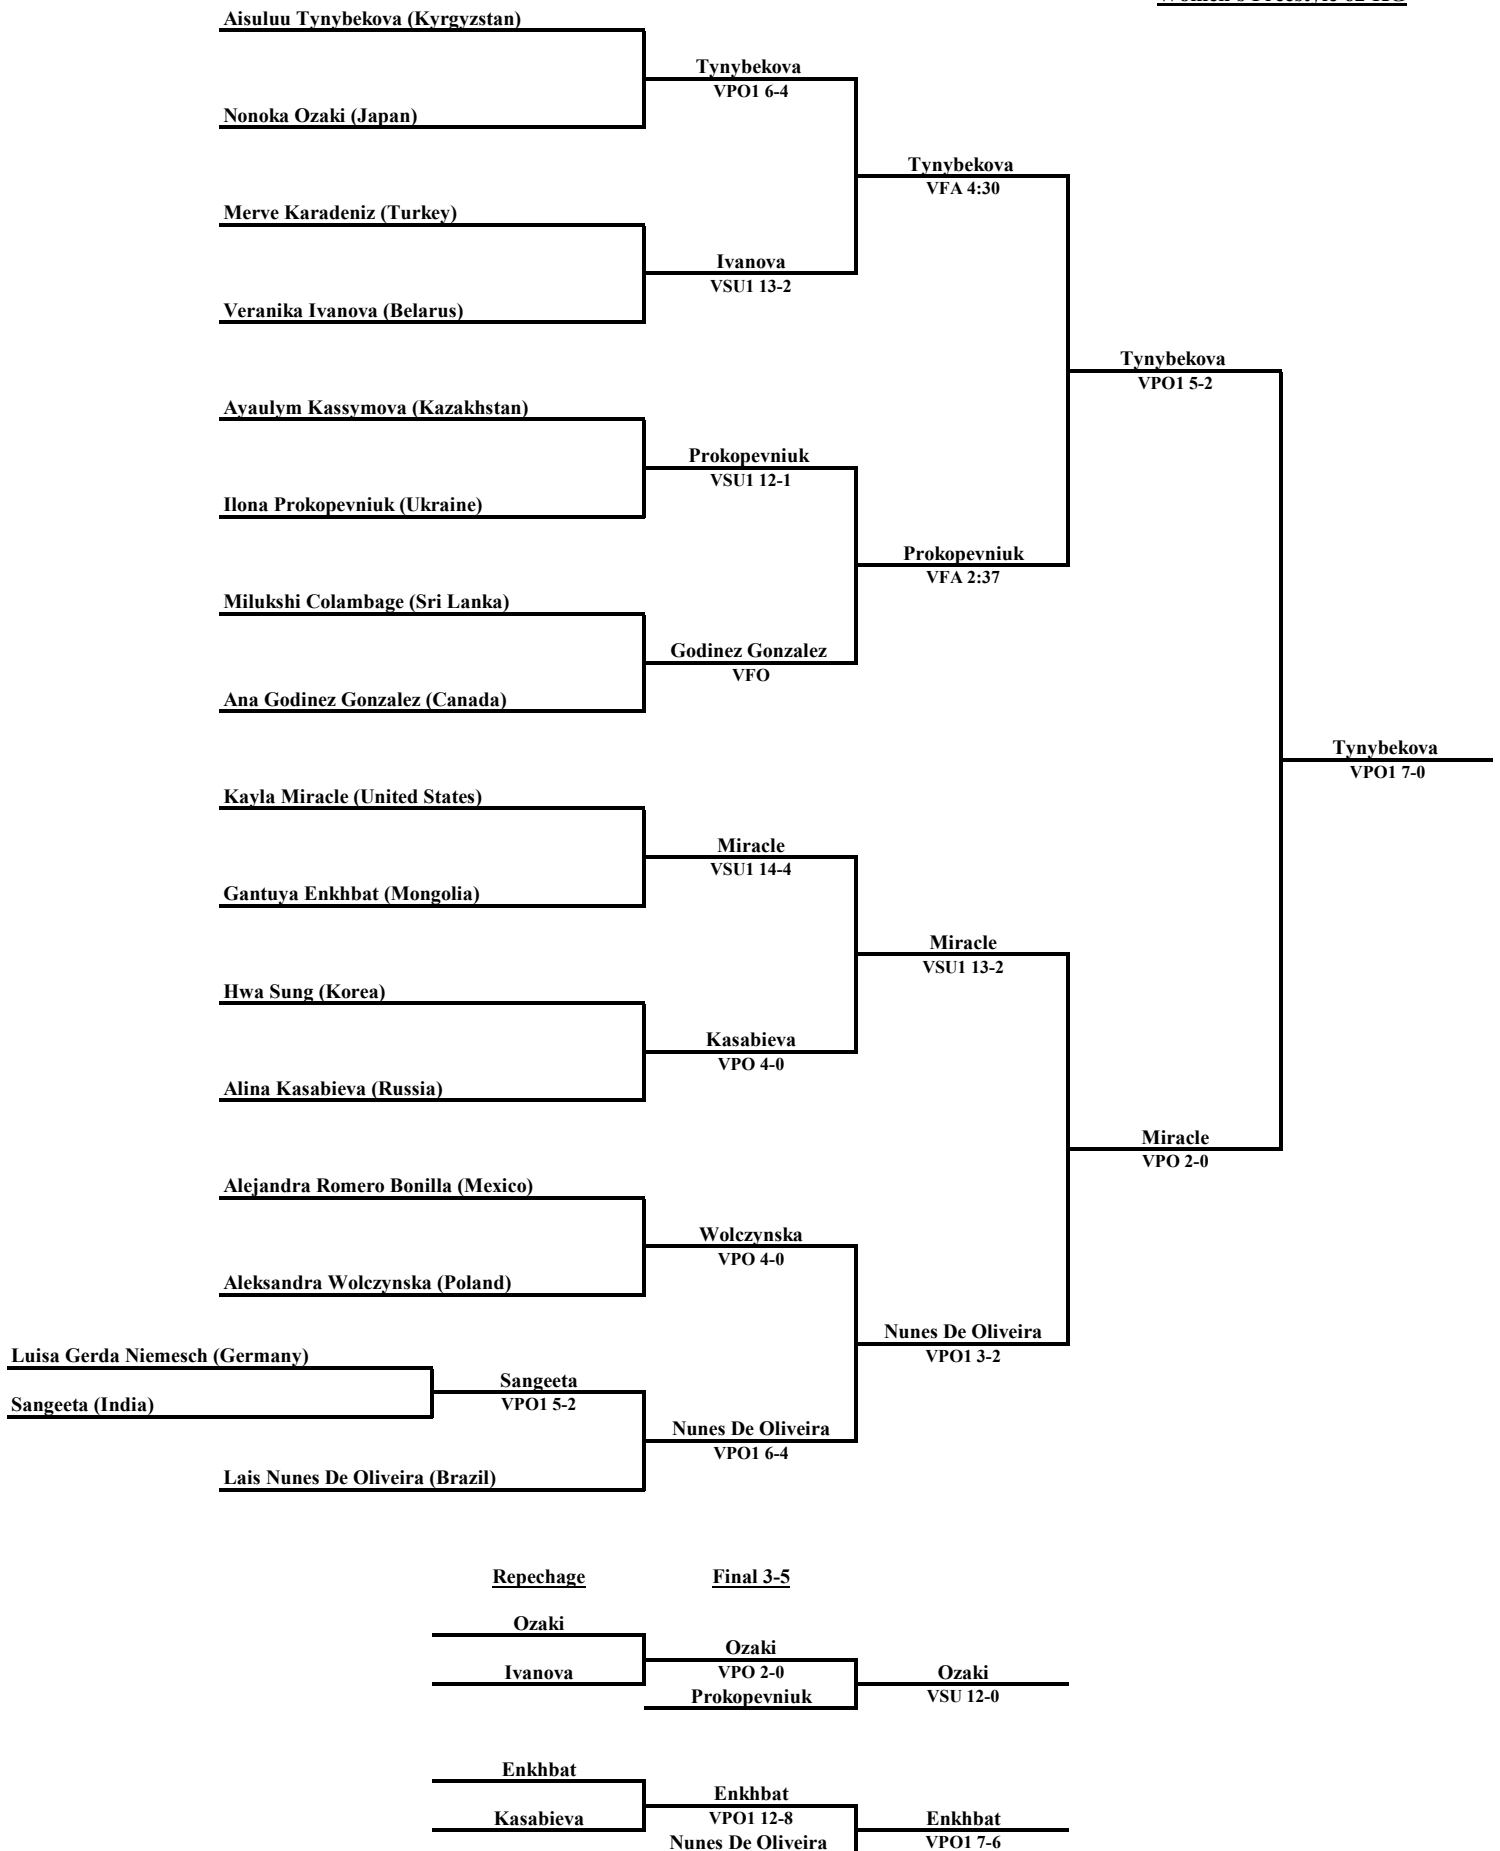 Women's Freestyle 62 KG
Aisuluu Tynybekova (Kyrgyzstan)
Tynybekova
VPO1 6-4
Nonoka Ozaki (Japan)
Tynybekova
VFA 4:30
Merve Karadeniz (Turkey)
Ivanova
VSU1 13-2
Veranika Ivanova (Belarus)
Tynybekova
VPO1 5-2
Ayaulym Kassymova (Kazakhstan)
Prokopevniuk
VSU1 12-1
Ilona Prokopevniuk (Ukraine)
Prokopevniuk
VFA 2:37
Milukshi Colambage (Sri Lanka)
Godinez Gonzalez
VFO
Ana Godinez Gonzalez (Canada)
Tynybekova
VPO1 7-0
Kayla Miracle (United States)
Miracle
VSU1 14-4
Gantuya Enkhbat (Mongolia)
Miracle
VSU1 13-2
Hwa Sung (Korea)
Kasabieva
VPO 4-0
Alina Kasabieva (Russia)
Miracle
VPO 2-0
Alejandra Romero Bonilla (Mexico)
Wolczynska
VPO 4-0
Aleksandra Wolczynska (Poland)
Nunes De Oliveira
VPO1 3-2
Luisa Gerda Niemesch (Germany)
Sangeeta
VPO1 5-2
Sangeeta (India)
Nunes De Oliveira
VPO1 6-4
Lais Nunes De Oliveira (Brazil)
Repechage Final 3-5
Ozaki
Ozaki
VPO 2-0
Ivanova
Ozaki
VSU 12-0
Prokopevniuk
Enkhbat
Enkhbat
VPO1 12-8
Kasabieva
Enkhbat
VPO1 7-6
Nunes De Oliveira